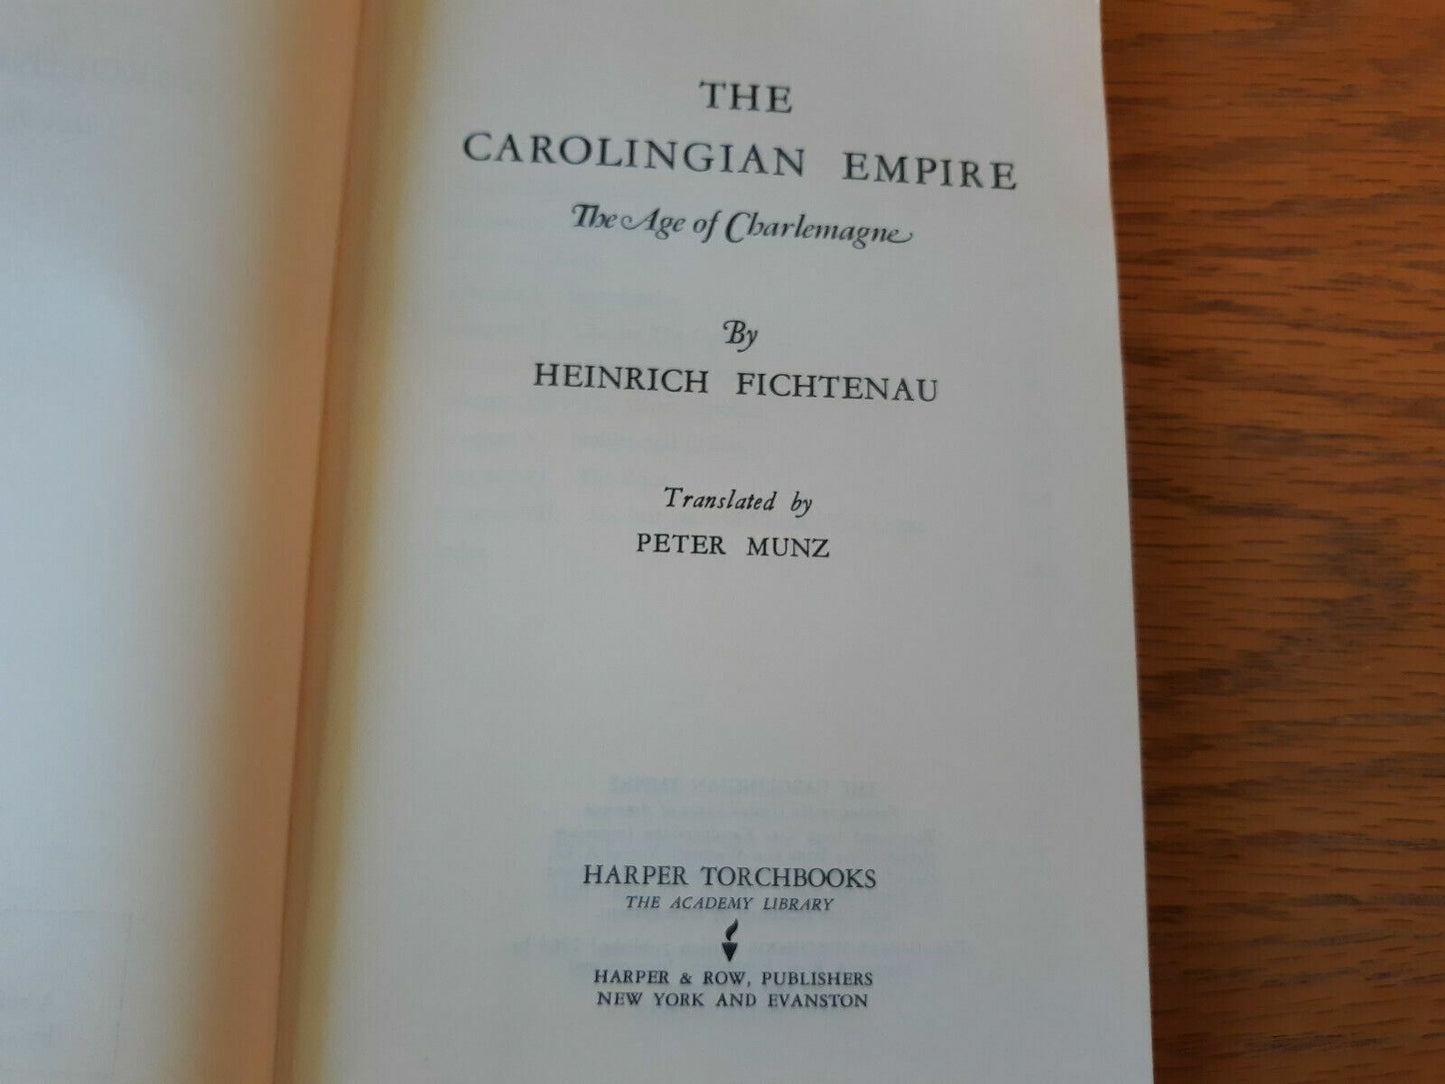 THE
CAROLINGIAN EMPIRE
The Age of Charlemagne
By
HEINRICH FICHTENAU
Translated by
PETER MUNZ
HARPER TORCHBOOKS
THE ACADEMY LIBRARY
HARPER & ROW, PUBLISHERS
NEW YORK AND EVANSTON